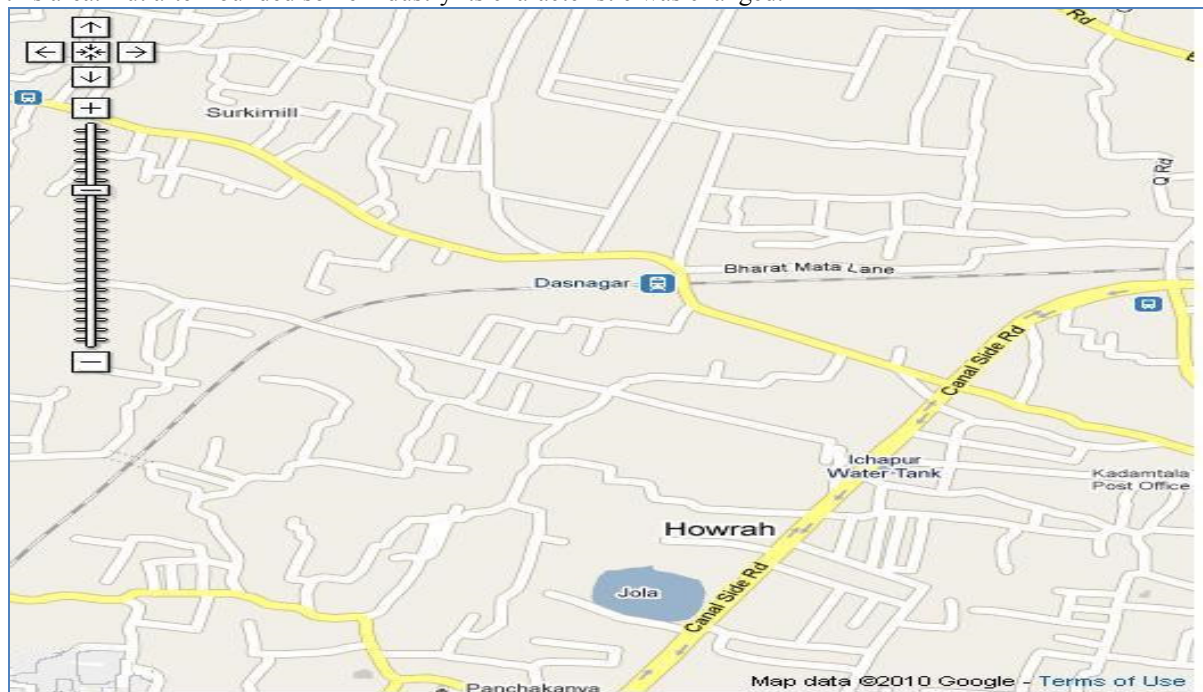 Rd
Surkimill
Q Rd
Bharat Mata Lane
Dasnagar
Canal Side Rd
Ichapur
Water-Tank
Kadamtala
Post Office
Howrah
Jola
Canal Side Rd
Panchakanya
Map data ©2010 Google - Terms of Use